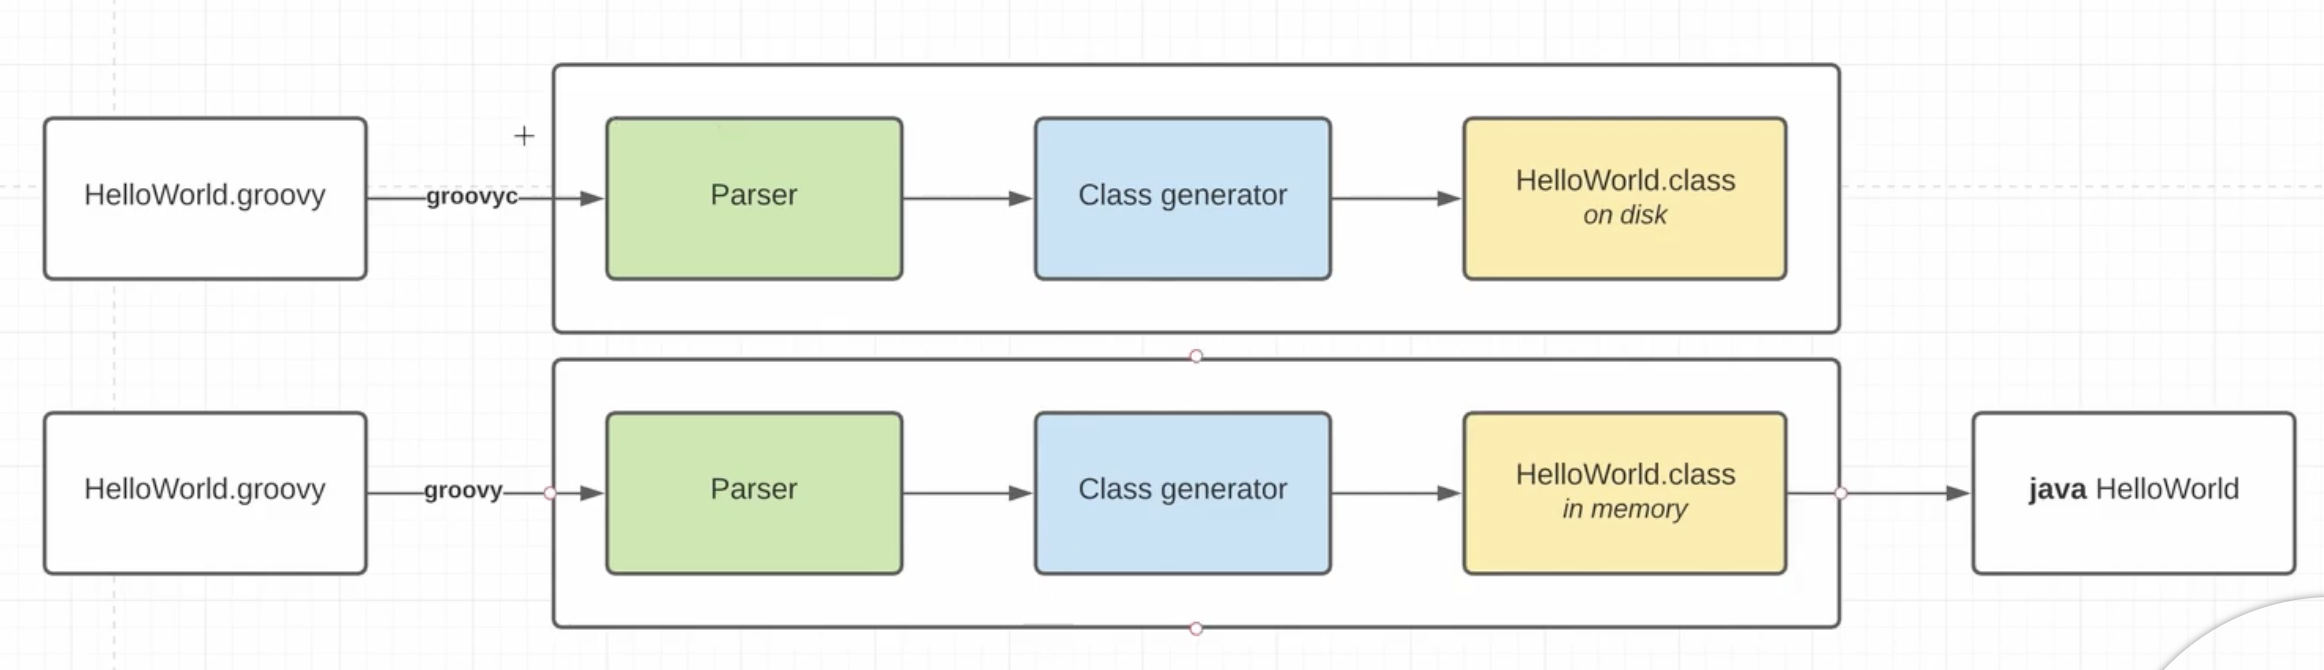 HelloWorld.groovy
groovyc
Parser
Class generator
HelloWorld.class
on disk
HelloWorld.groovy
groovy
Parser
Class generator
HelloWorld.class
in memory
java HelloWorld